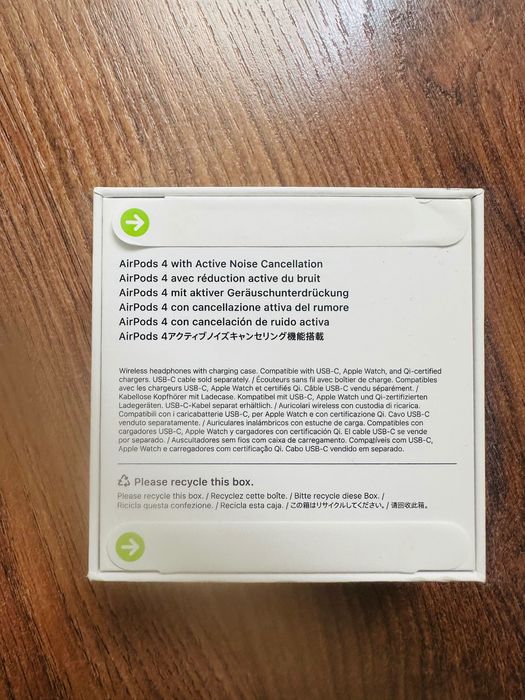 AirPods 4 with Active Noise Cancellation
AirPods 4 avec réduction active du bruit
AirPods 4 mit aktiver Geräuschunterdrückung
AirPods 4 con cancellazione attiva del rumore
AirPods 4 con cancelación de ruido activa
AirPods 4アクティブノイズキャンセリング機能搭載
Wireless headphones with charging case. Compatible with USB-C, Apple Watch, and Qi-certified
chargers. USB-C cable sold separately. / Écouteurs sans fil avec boîtier de charge. Compatibles
avec les chargeurs USB-C, Apple Watch et certifiés Qi. Câble USB-C vendu séparément. /
Kabellose Kopfhörer mit Ladecase. Kompatibel mit USB-C, Apple Watch und Qi-zertifizierten
Ladegeräten. USB-C-Kabel separat erhältlich. / Auricolari wireless con custodia di ricarica.
Compatibili con i caricabatterie USB-C, per Apple Watch e con certificazione Qi. Cavo USB-C
venduto separatamente. / Auriculares inalámbricos con estuche de carga. Compatibles con
cargadores USB-C, Apple Watch y cargadores con certificación Qi. El cable USB-C se vende
por separado. / Auscultadores sem fios com caixa de carregamento. Compatíveis com USB-C,
Apple Watch e carregadores com certificação Qi. Cabo USB-C vendido em separado.
Please recycle this box.
Please recycle this box. / Recyclez cette boîte. / Bitte recycle diese Box. /
Ricicla questa confezione. / Recicla esta caja. / この箱はリサイクルしてください。/ 请回收此箱。